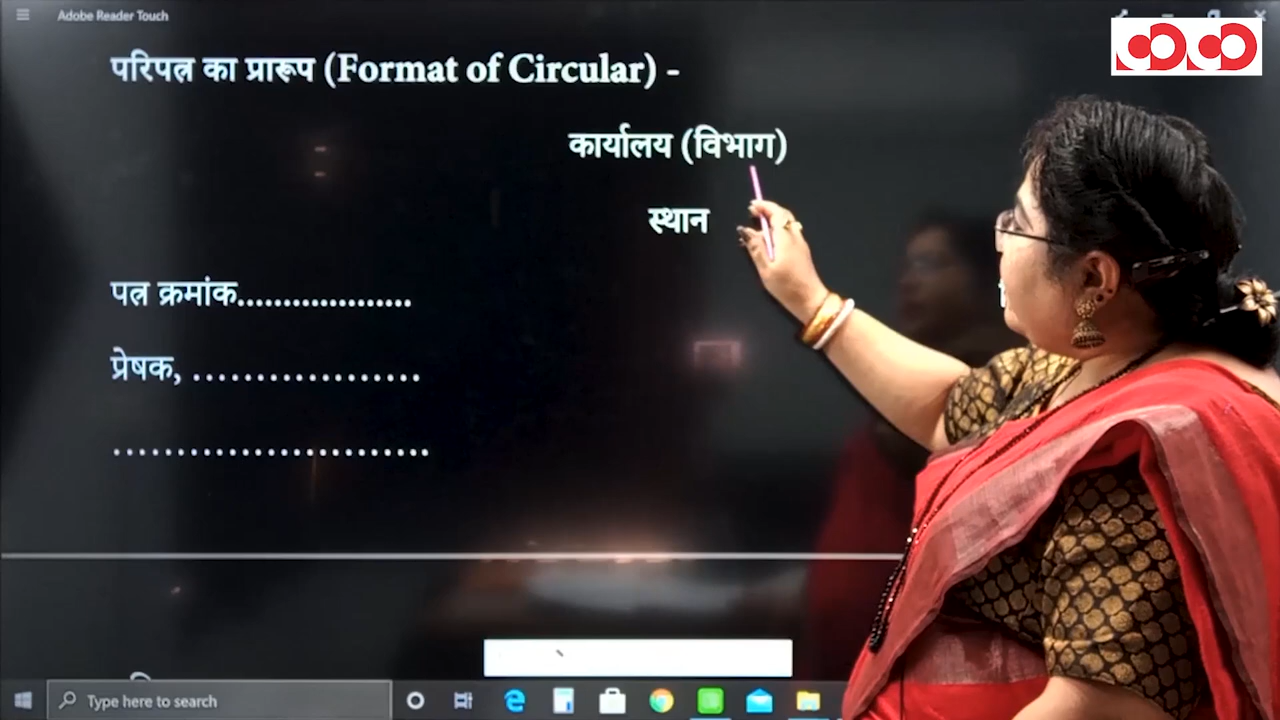 Adobe Reader Touch
परिपत्र का प्रारूप (Format of Circular) -
कार्यालय (विभाग)
स्थान
पत्र क्रमांक...................
प्रेषक, ..................
........................
Type here to search